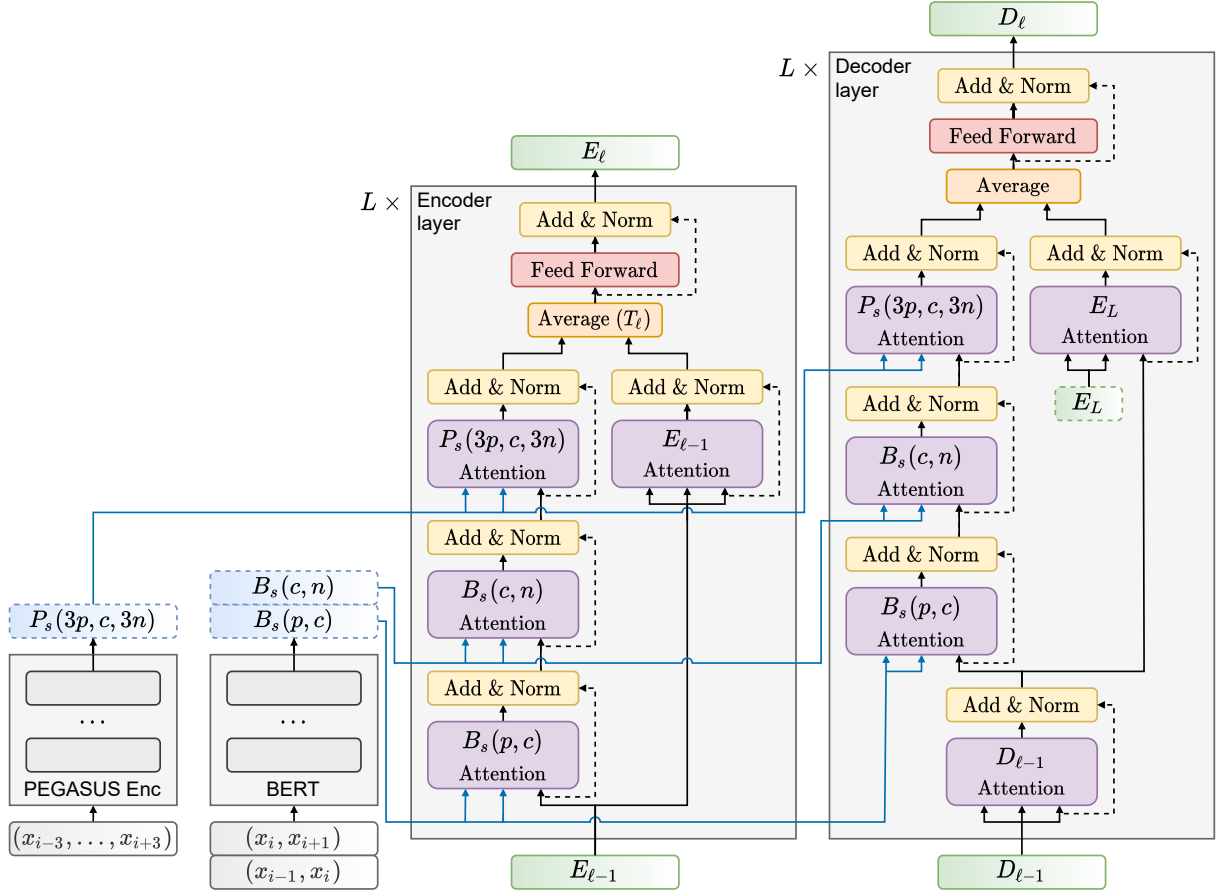 D_ℓ
L × Decoder layer
Add & Norm
Feed Forward
Average
Add & Norm
Add & Norm
P_s(3p, c, 3n)
Attention
E_L
Attention
E_L
Add & Norm
B_s(c, n)
Attention
Add & Norm
B_s(p, c)
Attention
Add & Norm
D_{ℓ−1}
Attention
D_{ℓ−1}
E_ℓ
L × Encoder layer
Add & Norm
Feed Forward
Average (T_ℓ)
Add & Norm
Add & Norm
P_s(3p, c, 3n)
Attention
E_{ℓ−1}
Attention
Add & Norm
B_s(c, n)
Attention
Add & Norm
B_s(p, c)
Attention
E_{ℓ−1}
P_s(3p, c, 3n)
...
PEGASUS Enc
(x_{i−3}, . . . , x_{i+3})
B_s(c, n)
B_s(p, c)
...
BERT
(x_i, x_{i+1})
(x_{i−1}, x_i)